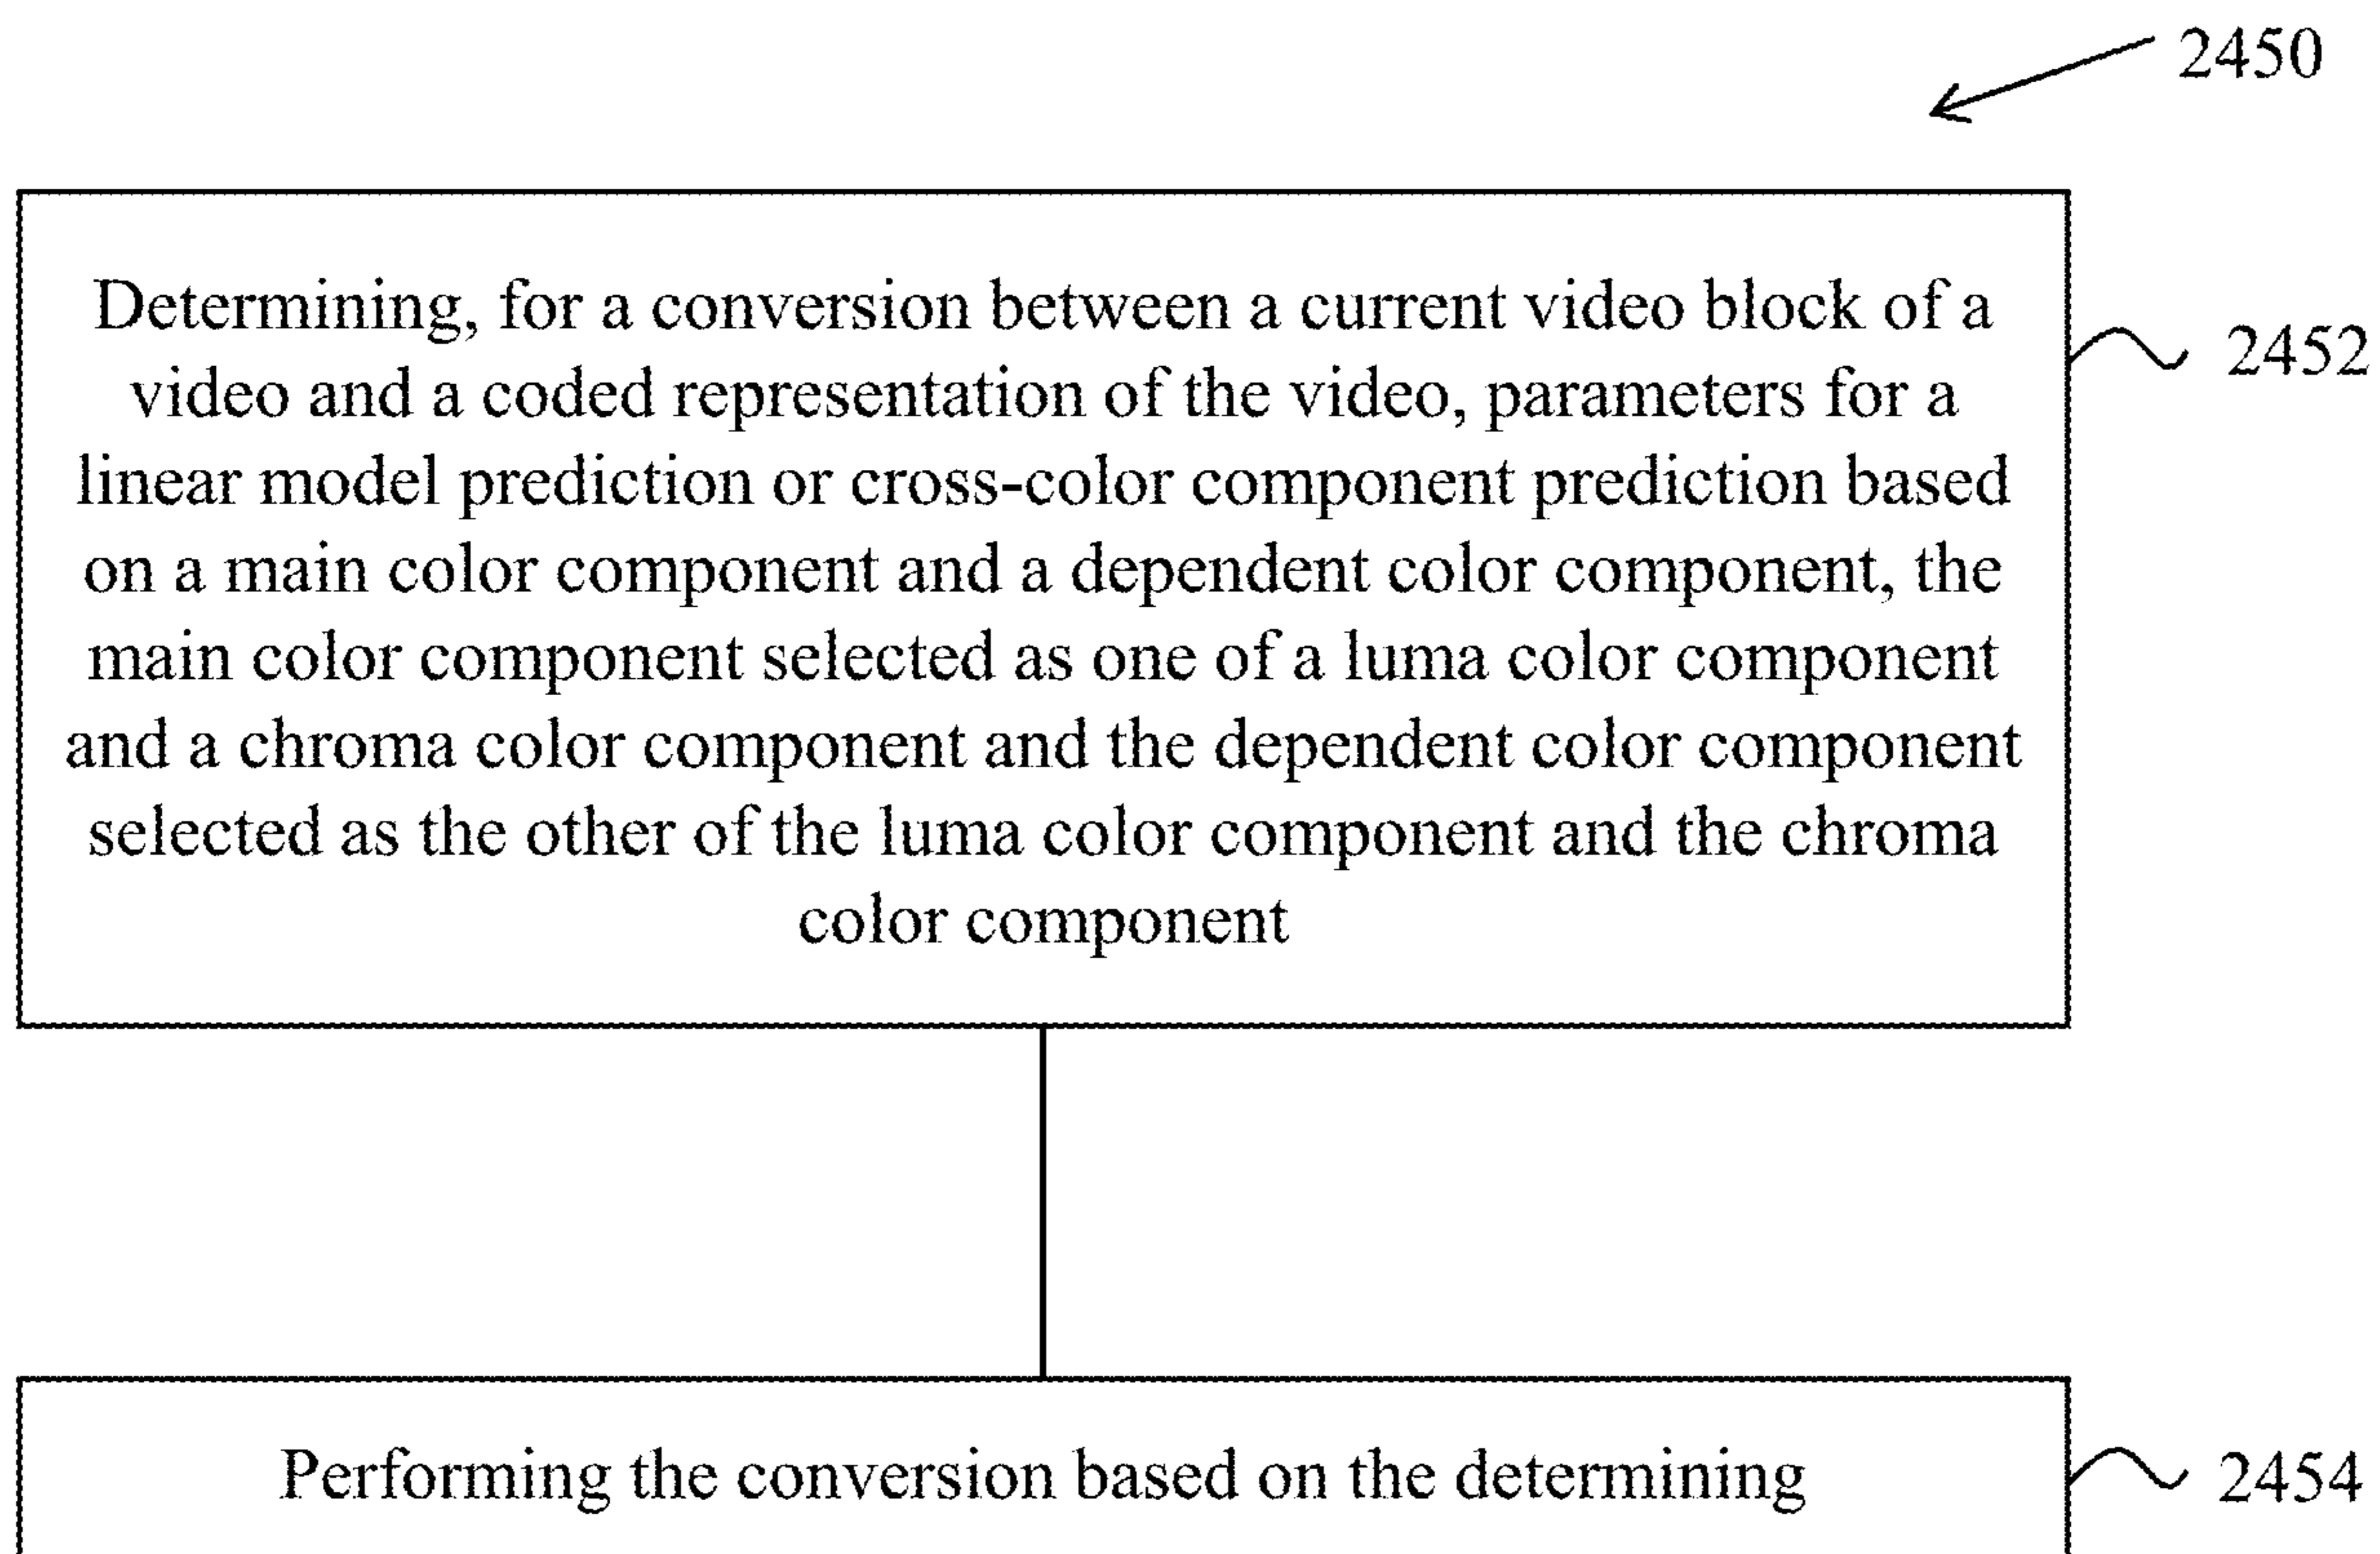 2450
Determining, for a conversion between a current video block of a
video and a coded representation of the video, parameters for a
linear model prediction or cross-color component prediction based
on a main color component and a dependent color component, the
main color component selected as one of a luma color component
and a chroma color component and the dependent color component
selected as the other of the luma color component and the chroma
color component
2452
Performing the conversion based on the determining
2454